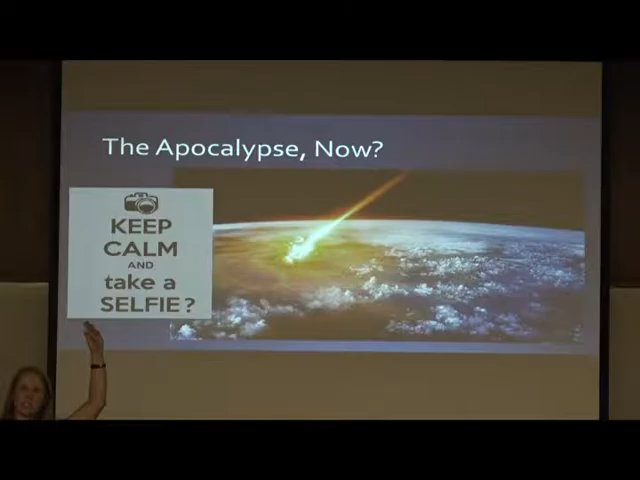 The Apocalypse, Now?
KEEP
CALM
AND
take a
SELFIE?